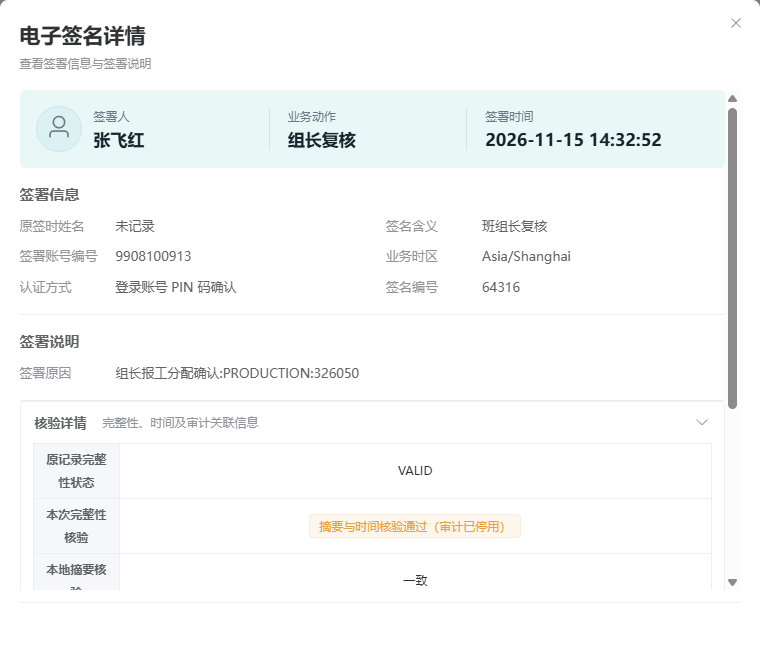 电子签名详情
查看签署信息与签署说明
签署人
张飞红
业务动作
组长复核
签署时间
2026-11-15 14:32:52
签署信息
原签时姓名 未记录
签名含义 班组长复核
签署账号编号 9908100913
业务时区 Asia/Shanghai
认证方式 登录账号 PIN 码确认
签名编号 64316
签署说明
签署原因 组长报工分配确认:PRODUCTION:326050
核验详情 完整性、时间及审计关联信息
原记录完整
性状态
VALID
本次完整性
核验
摘要与时间核验通过（审计已停用）
本地摘要核
一致